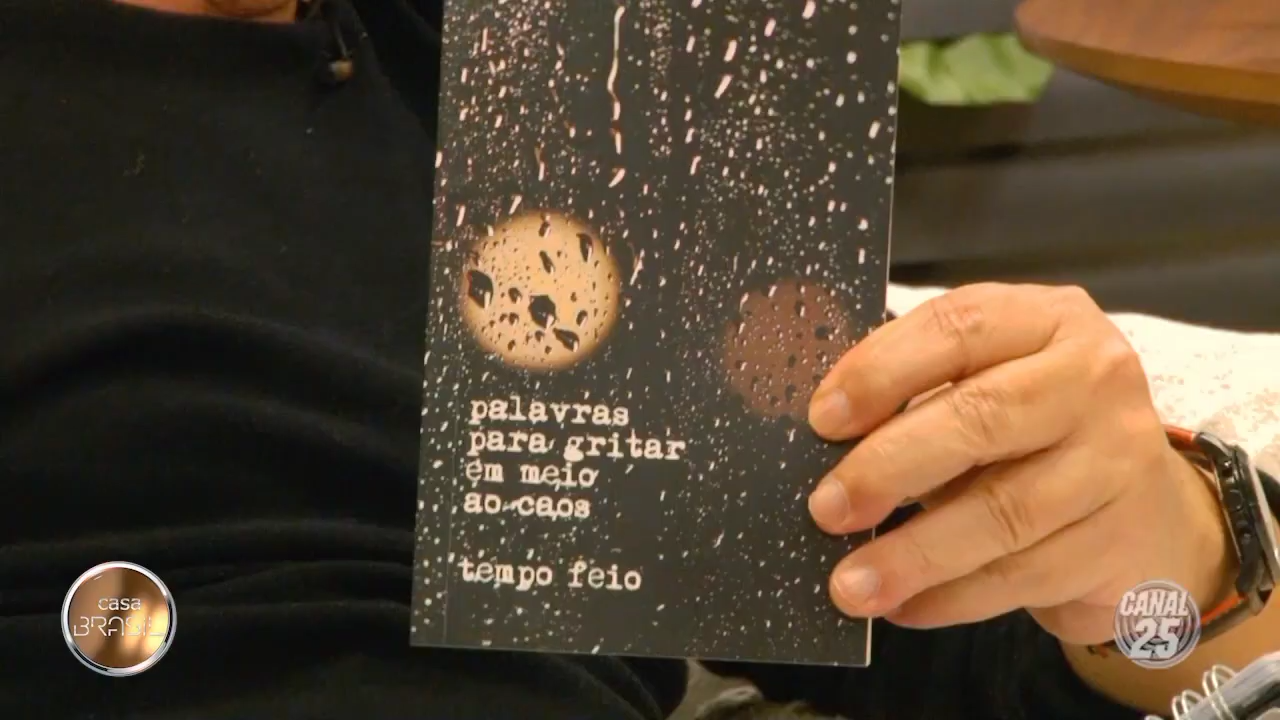 palavras
para gritar
em meio
ao caos
tempo feio
casa
BRASIL
CANAL
25